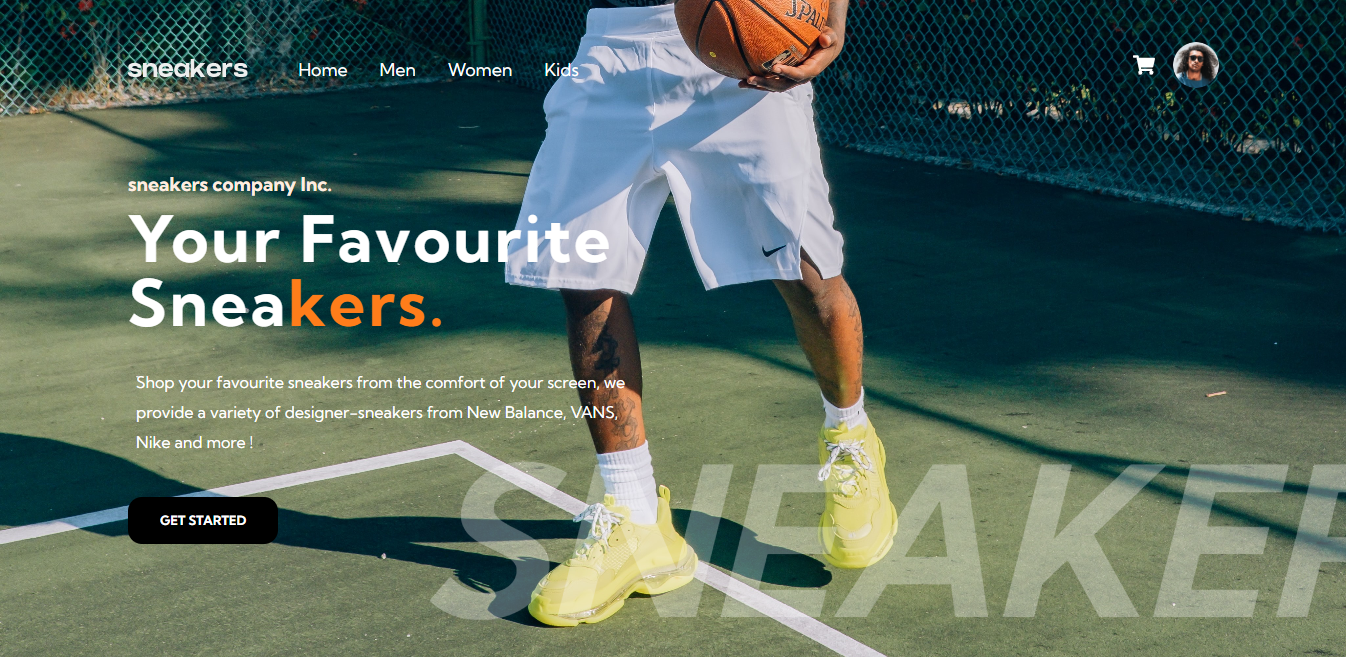 SPALD
sneakers Home Men Women Kids
sneakers company Inc.
Your Favourite
Sneakers.
Shop your favourite sneakers from the comfort of your screen, we
provide a variety of designer-sneakers from New Balance, VANS,
Nike and more !
GET STARTED
SNEAKER